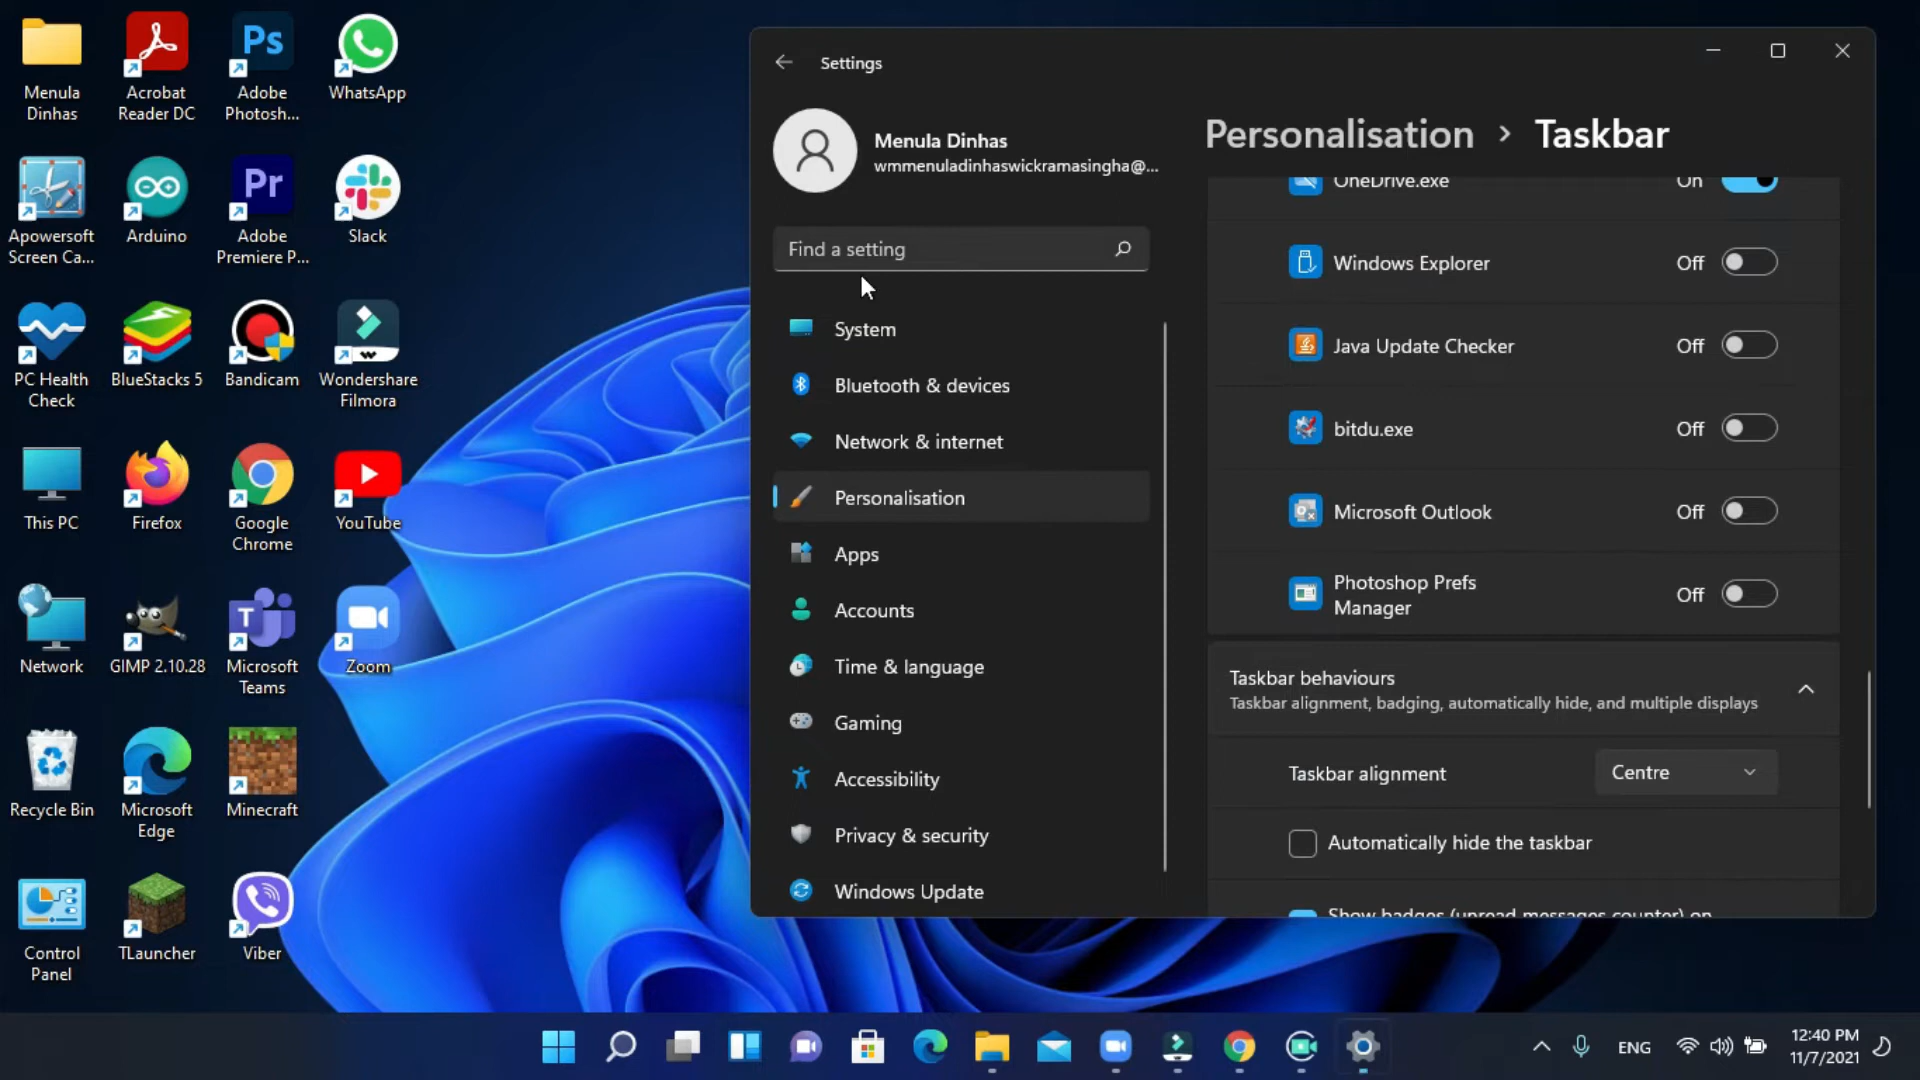 Menula
Dinhas
Acrobat
Reader DC
Ps
Adobe
Photosh...
WhatsApp
Apowersoft
Screen Ca...
Arduino
Pr
Adobe
Premiere P...
Slack
PC Health
Check
BlueStacks 5
Bandicam
Wondershare
Filmora
This PC
Firefox
Google
Chrome
YouTube
Network
GIMP 2.10.28
T
Microsoft
Teams
Zoom
Recycle Bin
Microsoft
Edge
Minecraft
Control
Panel
TLauncher
Viber
Settings
Menula Dinhas
wmmenuladinhaswickramasingha@...
Find a setting
System
Bluetooth & devices
Network & internet
Personalisation
Apps
Accounts
Time & language
Gaming
Accessibility
Privacy & security
Windows Update
Personalisation > Taskbar
OneDrive.exe On
Windows Explorer Off
Java Update Checker Off
bitdu.exe Off
Microsoft Outlook Off
Photoshop Prefs
Manager Off
Taskbar behaviours
Taskbar alignment, badging, automatically hide, and multiple displays
Taskbar alignment Centre
Automatically hide the taskbar
Show badges (unread messages counter) on
ENG
12:40 PM
11/7/2021